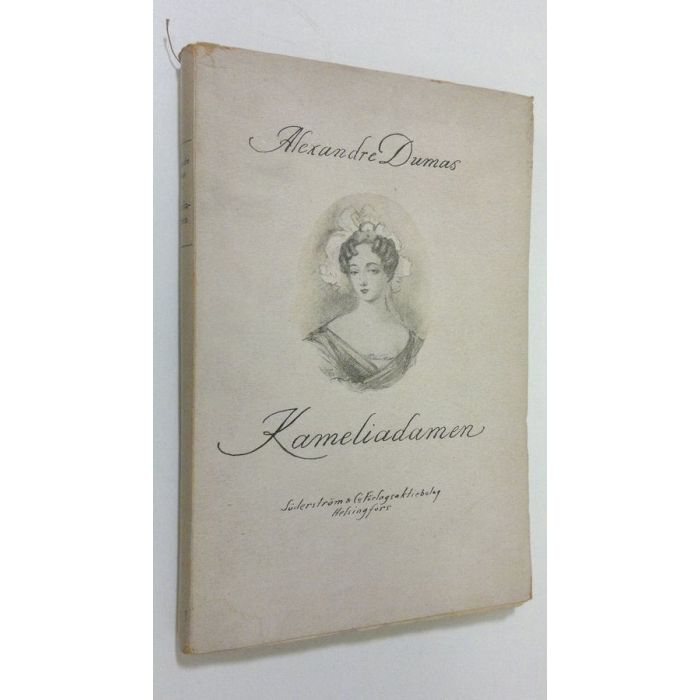 Alexandre Dumas
Kameliadamen
Söderström & Co Förlagsaktiebolag
Helsingfors